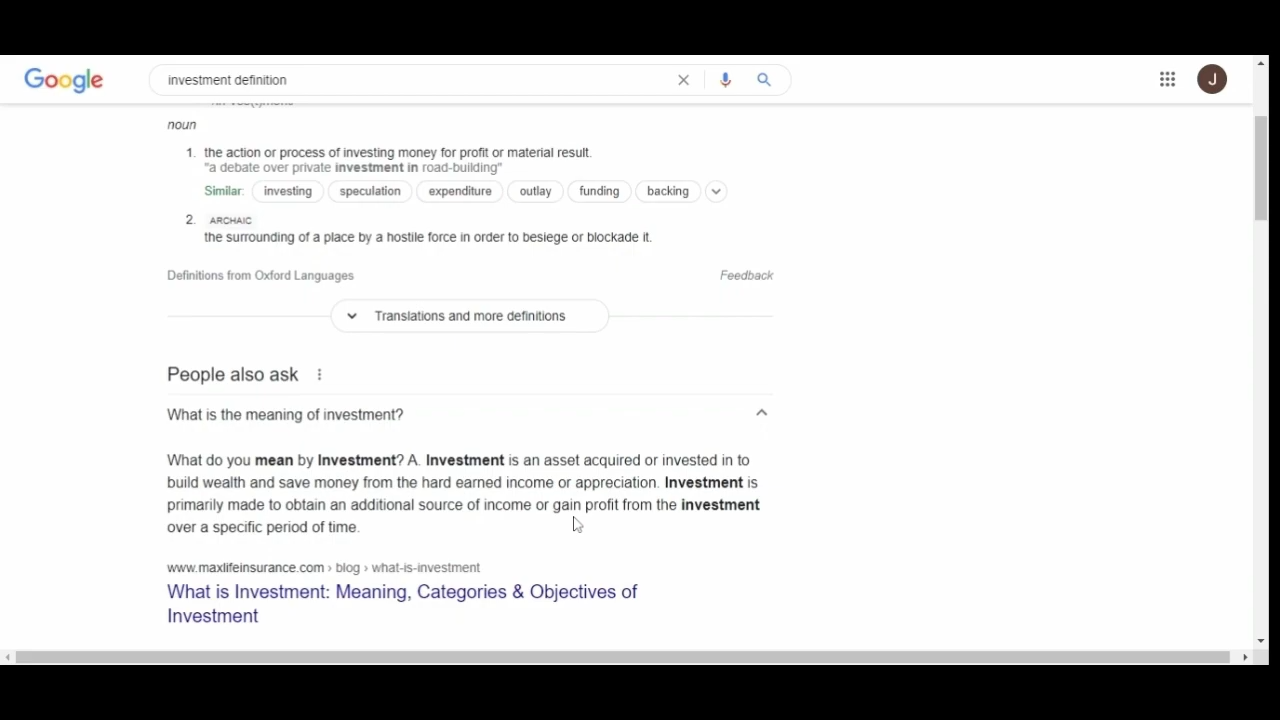 Google
investment definition
J
noun
1. the action or process of investing money for profit or material result.
"a debate over private investment in road-building"
Similar: investing speculation expenditure outlay funding backing
2. ARCHAIC
the surrounding of a place by a hostile force in order to besiege or blockade it.
Definitions from Oxford Languages Feedback
Translations and more definitions
People also ask
What is the meaning of investment?
What do you mean by Investment? A. Investment is an asset acquired or invested in to
build wealth and save money from the hard earned income or appreciation. Investment is
primarily made to obtain an additional source of income or gain profit from the investment
over a specific period of time.
www.maxlifeinsurance.com › blog › what-is-investment
What is Investment: Meaning, Categories & Objectives of
Investment